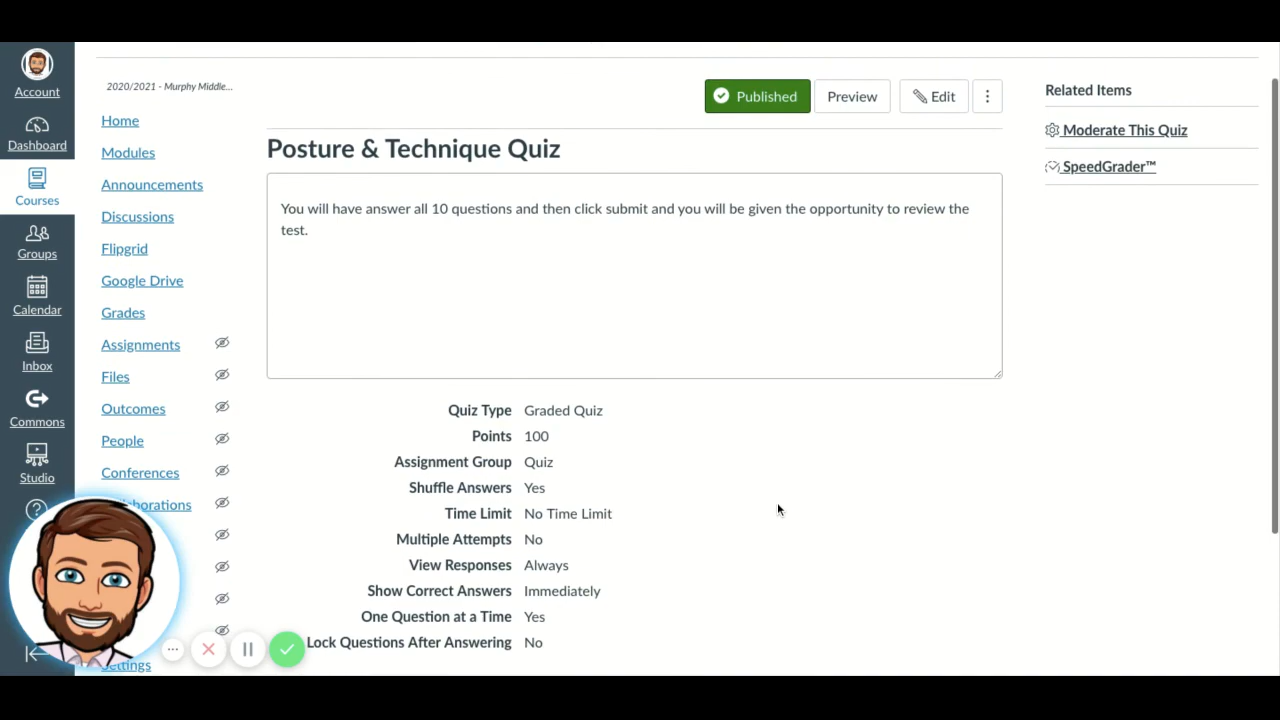 Account
Dashboard
Courses
Groups
Calendar
Inbox
Commons
Studio
2020/2021 - Murphy Middle...
Home
Modules
Announcements
Discussions
Flipgrid
Google Drive
Grades
Assignments
Files
Outcomes
People
Conferences
borations
Settings
Published
Preview
Edit
Posture & Technique Quiz
You will have answer all 10 questions and then click submit and you will be given the opportunity to review the
test.
Quiz Type Graded Quiz
Points 100
Assignment Group Quiz
Shuffle Answers Yes
Time Limit No Time Limit
Multiple Attempts No
View Responses Always
Show Correct Answers Immediately
One Question at a Time Yes
Lock Questions After Answering No
Related Items
Moderate This Quiz
SpeedGrader™